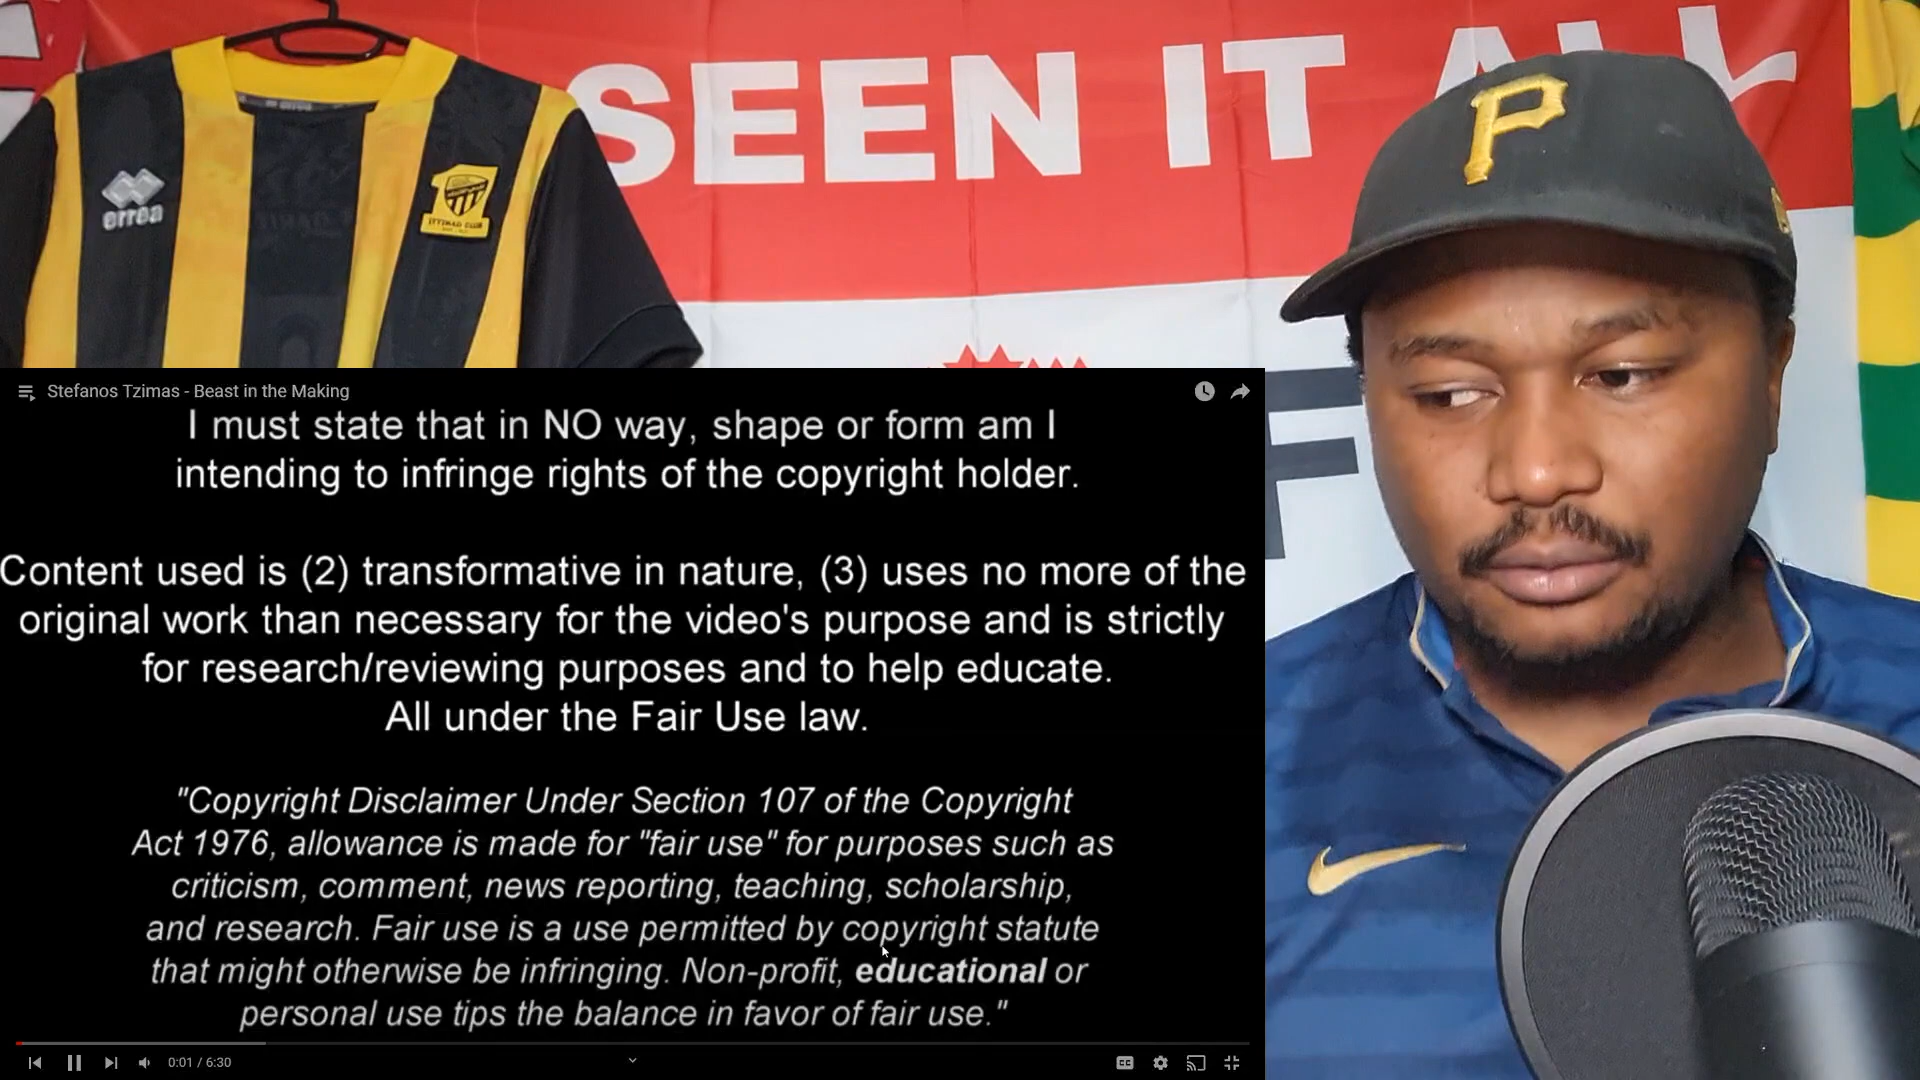 SEEN IT ALL
errea
ITTIHAD CLUB
P
Stefanos Tzimas - Beast in the Making
I must state that in NO way, shape or form am I
intending to infringe rights of the copyright holder.
Content used is (2) transformative in nature, (3) uses no more of the
original work than necessary for the video's purpose and is strictly
for research/reviewing purposes and to help educate.
All under the Fair Use law.
"Copyright Disclaimer Under Section 107 of the Copyright
Act 1976, allowance is made for "fair use" for purposes such as
criticism, comment, news reporting, teaching, scholarship,
and research. Fair use is a use permitted by copyright statute
that might otherwise be infringing. Non-profit, educational or
personal use tips the balance in favor of fair use."
0:01 / 6:30
CC